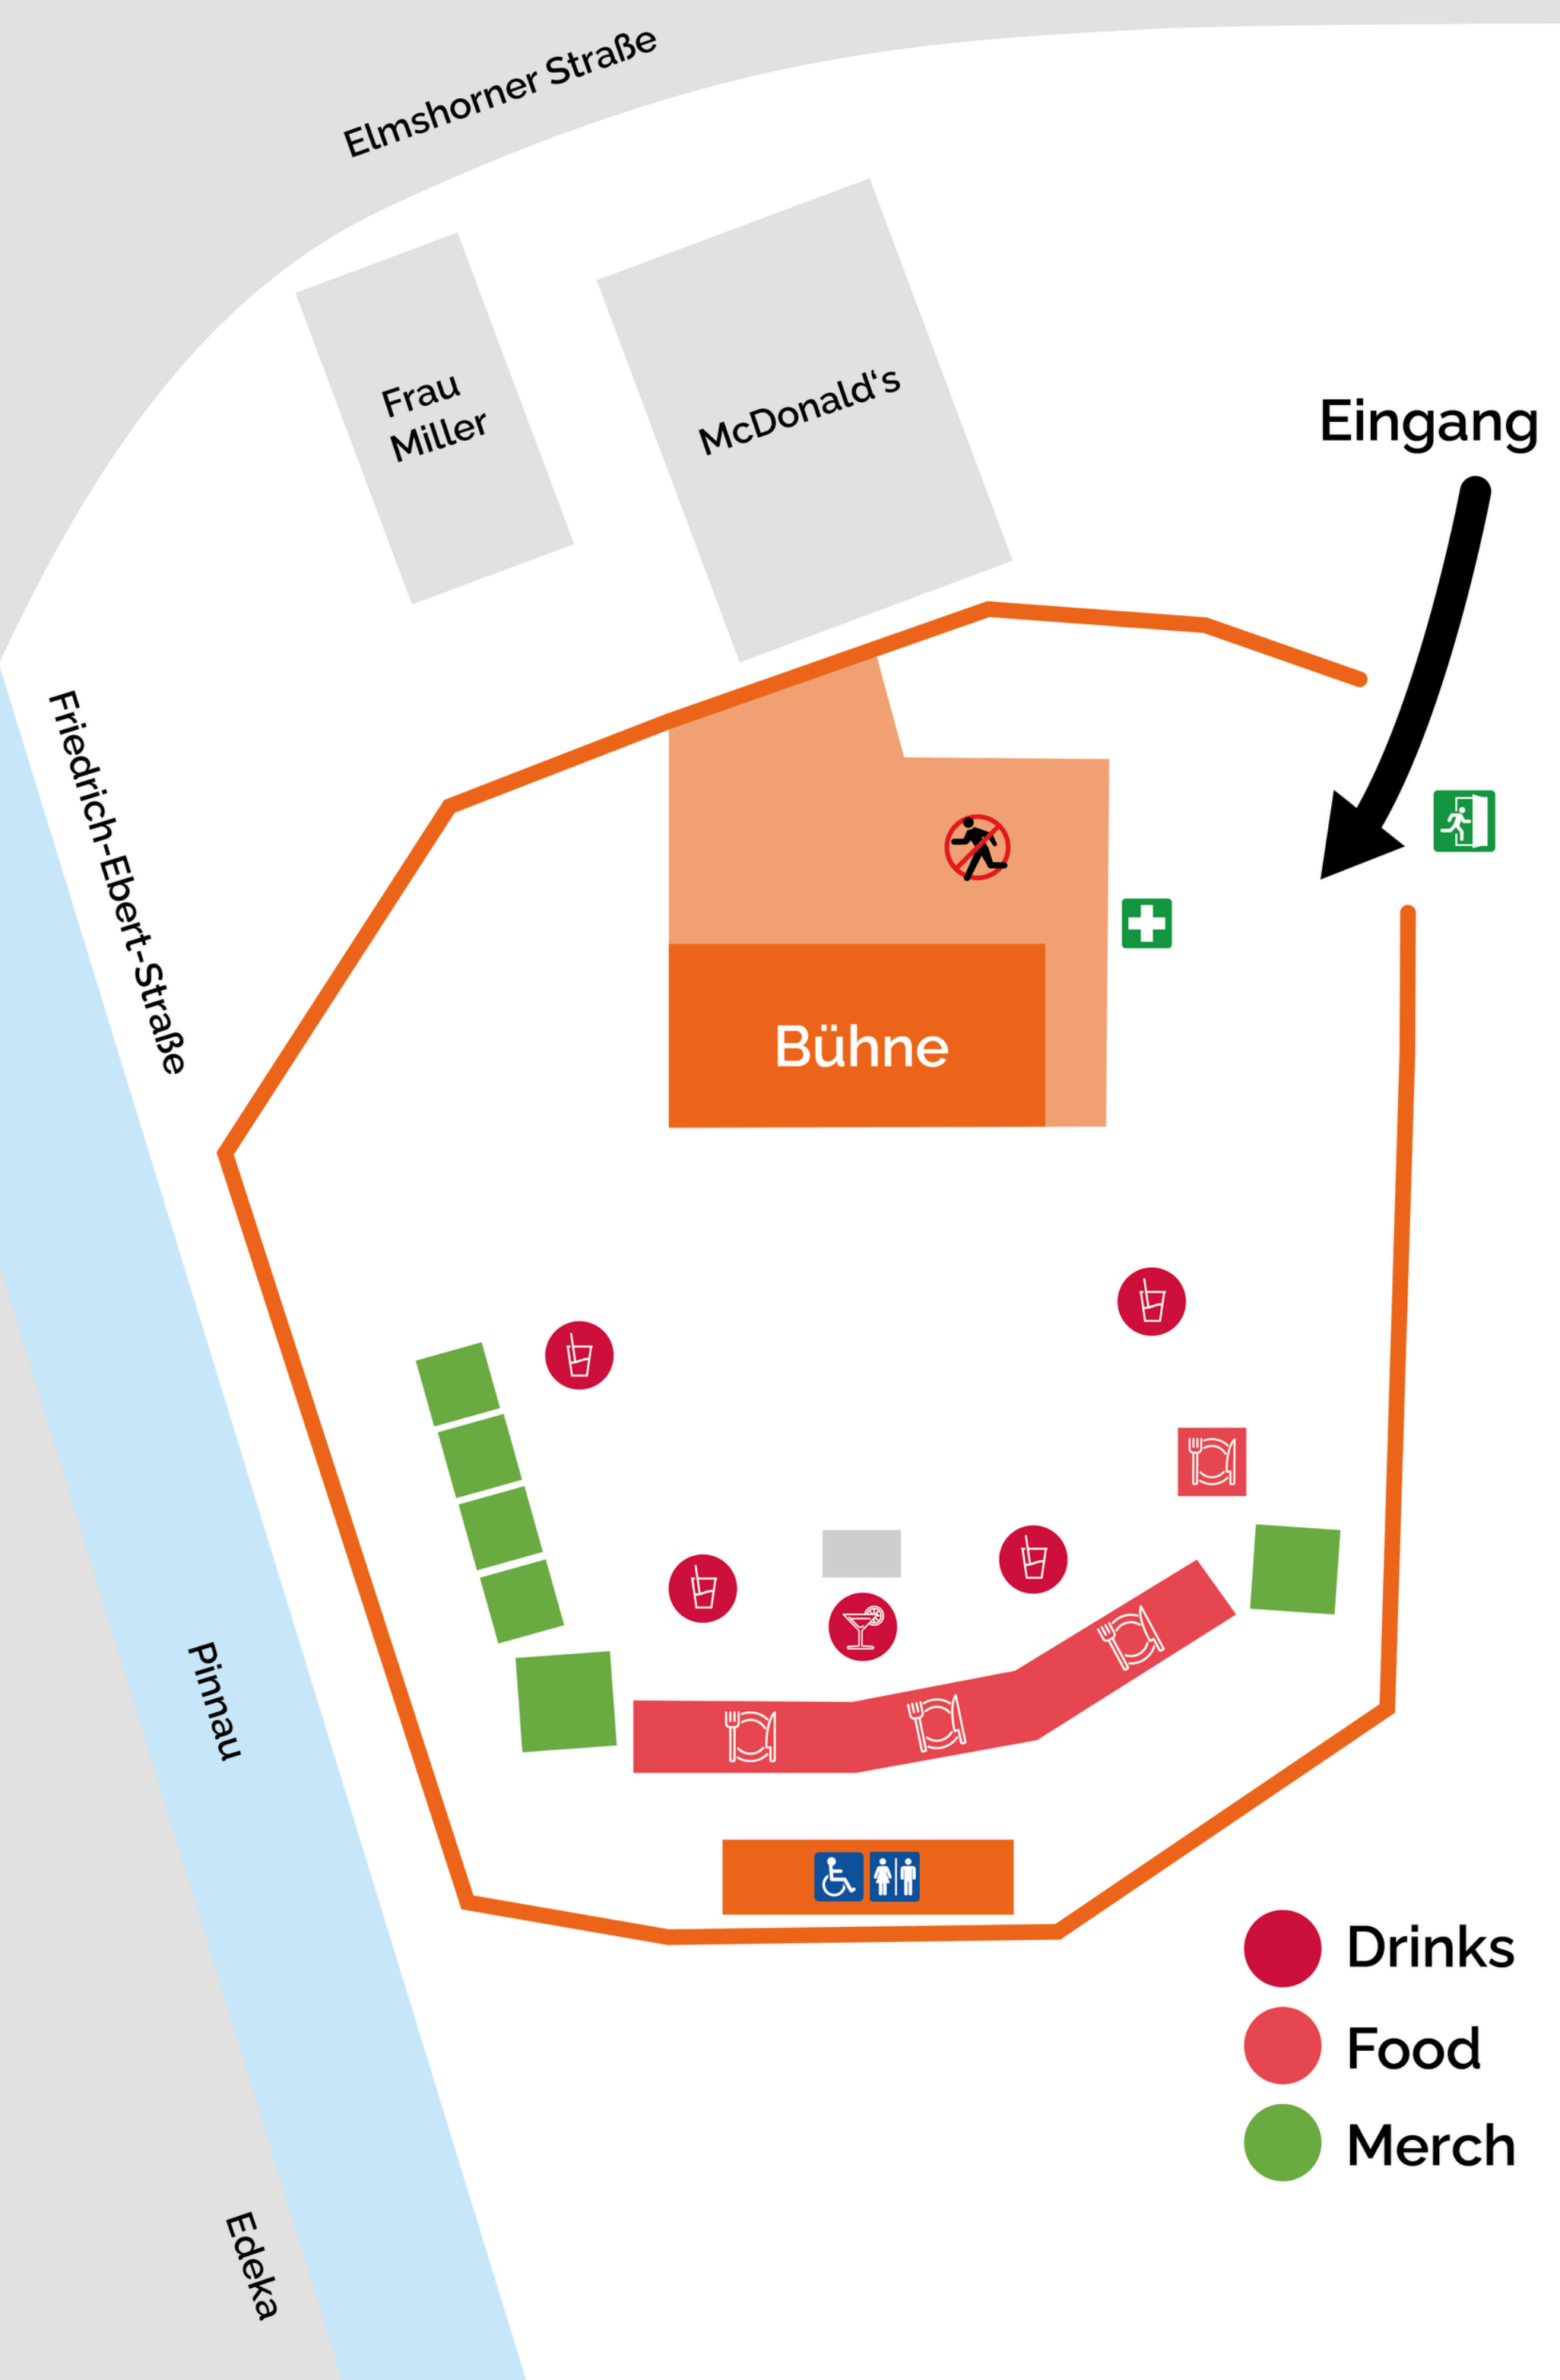 Elmshorner Straße
Frau
Miller
McDonald's
Eingang
Friedrich-Ebert-Straße
Bühne
Pinnau
Drinks
Food
Merch
Edeka